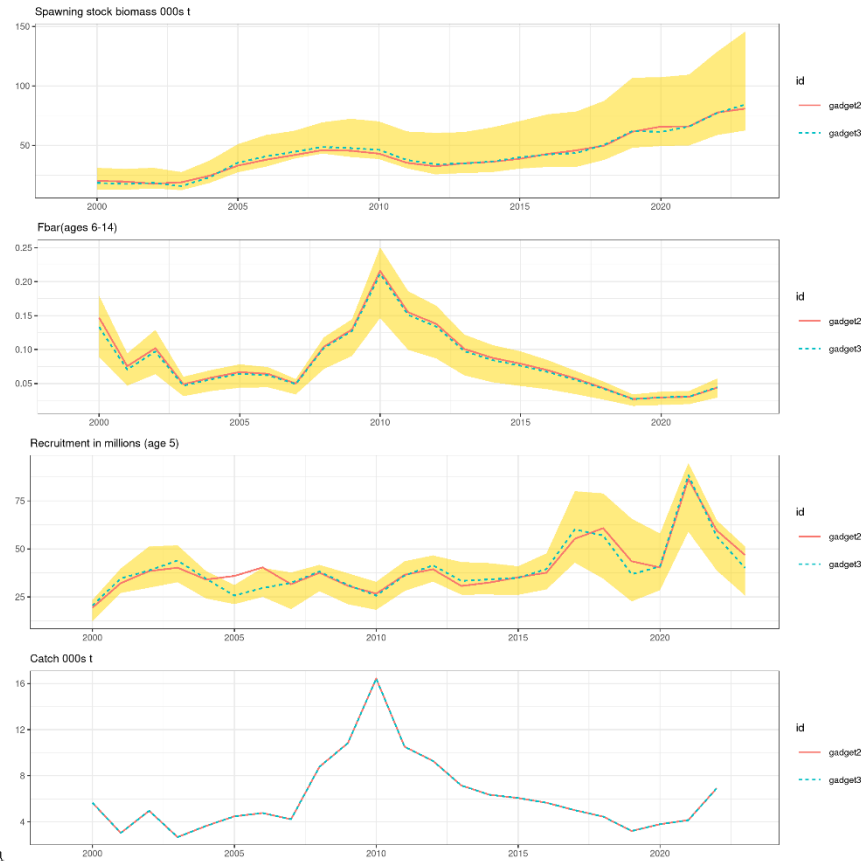 Spawning stock biomass 000s t
150
100
50
2000 2005 2010 2015 2020
id
gadget2
gadget3
Fbar(ages 6-14)
0.25
0.20
0.15
0.10
0.05
2000 2005 2010 2015 2020
id
gadget2
gadget3
Recruitment in millions (age 5)
75
50
25
2000 2005 2010 2015 2020
id
gadget2
gadget3
Catch 000s t
16
12
8
4
2000 2005 2010 2015 2020
id
gadget2
gadget3